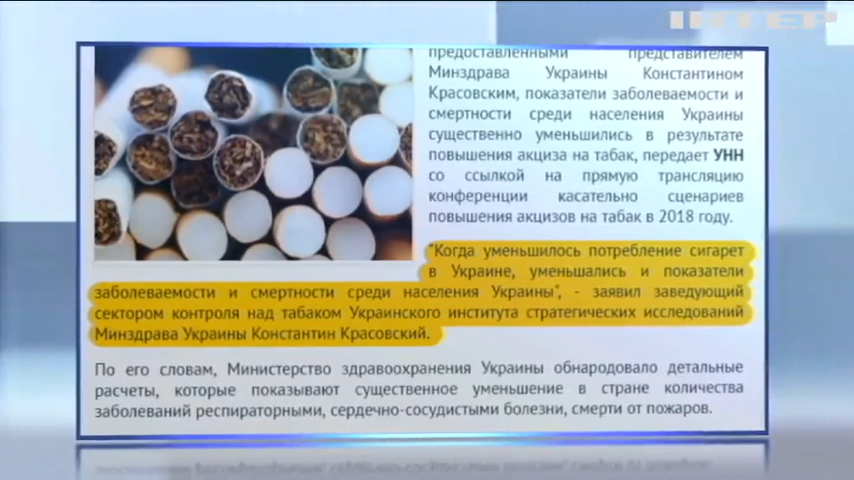 ІНТЕР
предоставленными представителем
Минздрава Украины Константином
Красовским, показатели заболеваемости и
смертности среди населения Украины
существенно уменьшились в результате
повышения акциза на табак, передает УНН
со ссылкой на прямую трансляцию
конференции касательно сценариев
повышения акцизов на табак в 2018 году.
"Когда уменьшилось потребление сигарет
в Украине, уменьшались и показатели
заболеваемости и смертности среди населения Украины", - заявил заведующий
сектором контроля над табаком Украинского института стратегических исследований
Минздрава Украины Константин Красовский.
По его словам, Министерство здравоохранения Украины обнародовало детальные
расчеты, которые показывают существенное уменьшение в стране количества
заболеваний респираторными, сердечно-сосудистыми болезни, смерти от пожаров.